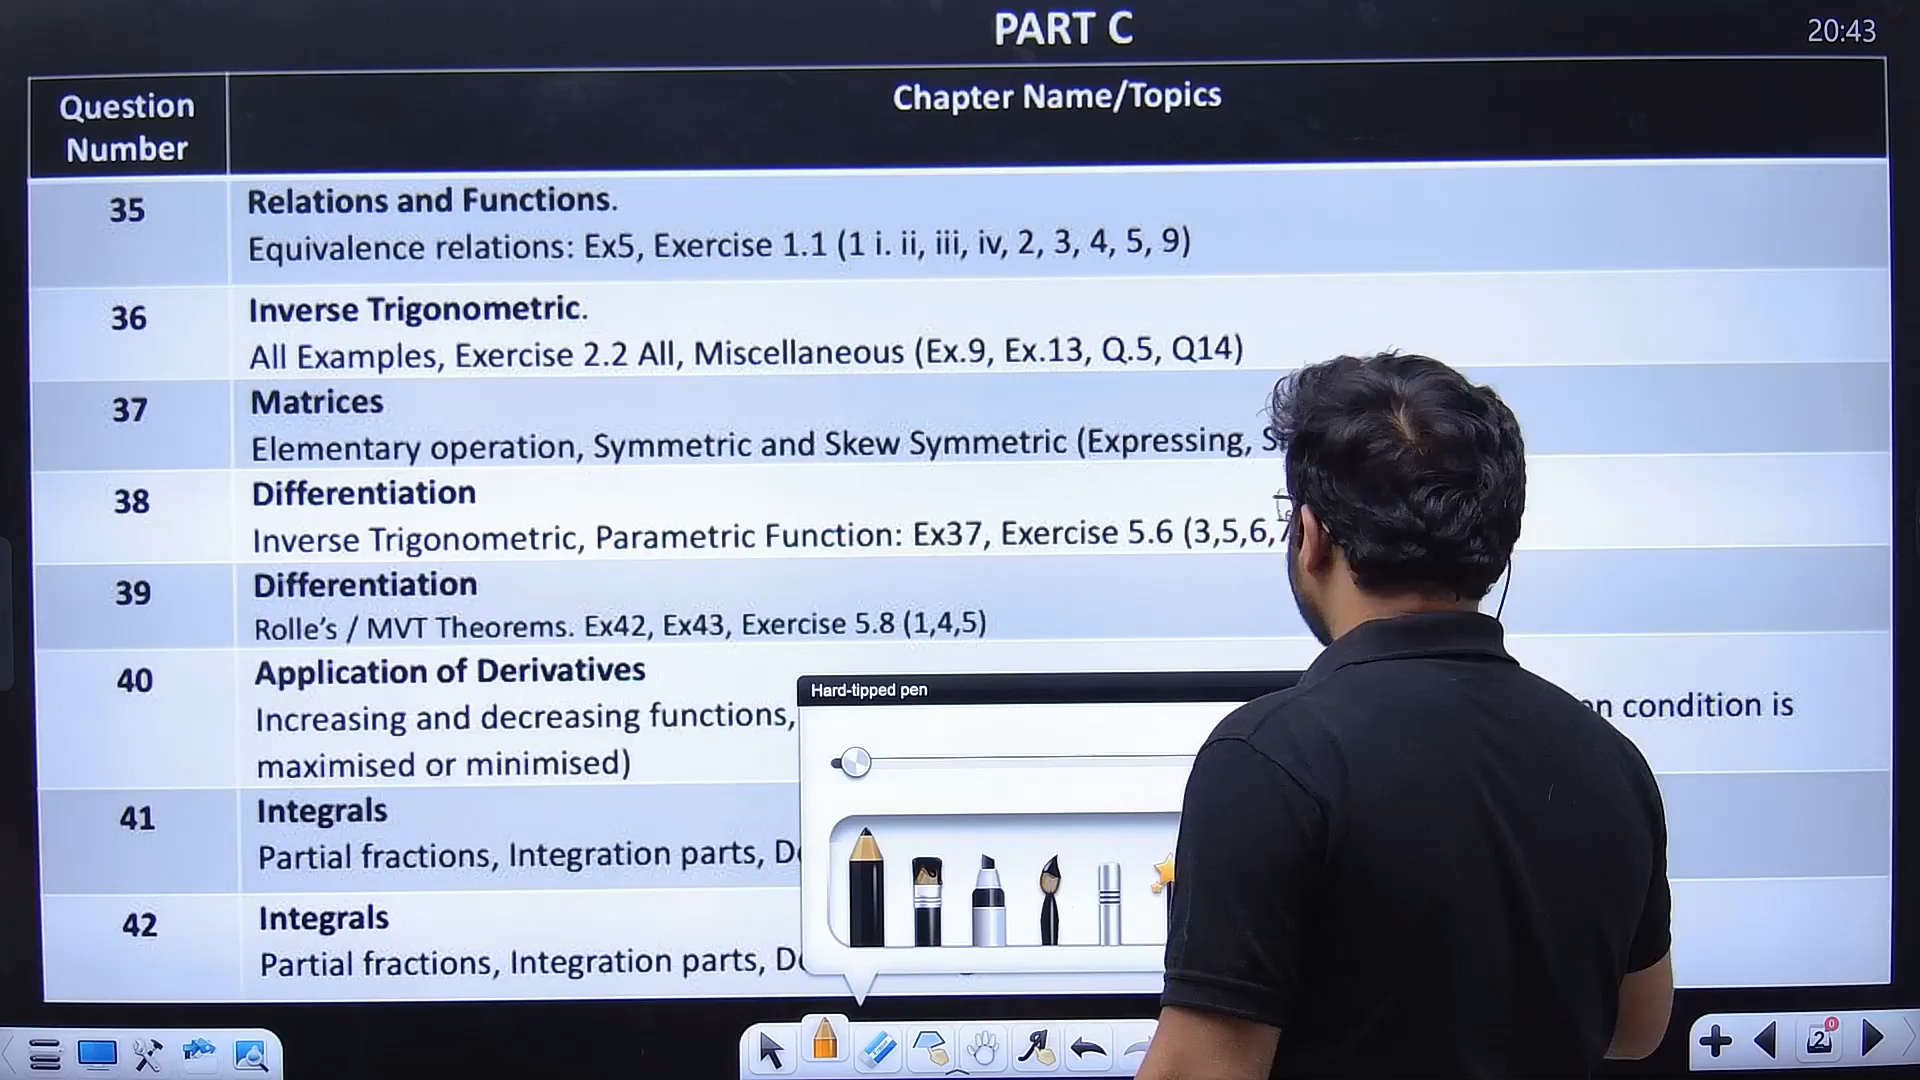 PART C
20:43
Question
Number
Chapter Name/Topics
35
Relations and Functions.
Equivalence relations: Ex5, Exercise 1.1 (1 i. ii, iii, iv, 2, 3, 4, 5, 9)
36
Inverse Trigonometric.
All Examples, Exercise 2.2 All, Miscellaneous (Ex.9, Ex.13, Q.5, Q14)
37
Matrices
Elementary operation, Symmetric and Skew Symmetric (Expressing,
38
Differentiation
Inverse Trigonometric, Parametric Function: Ex37, Exercise 5.6 (3,5,6,7
39
Differentiation
Rolle's / MVT Theorems. Ex42, Ex43, Exercise 5.8 (1,4,5)
40
Application of Derivatives
Increasing and decreasing functions, condition is
maximised or minimised)
Hard-tipped pen
41
Integrals
Partial fractions, Integration parts,
42
Integrals
Partial fractions, Integration parts,
2
0